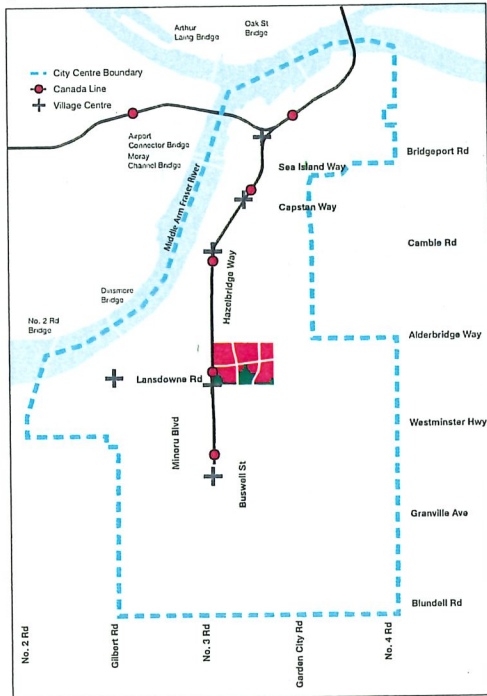 Arthur
Laing Bridge
Oak St
Bridge
City Centre Boundary
Canada Line
Village Centre
Airport
Connector Bridge
Moray
Channel Bridge
Bridgeport Rd
Sea Island Way
Capstan Way
Middle Arm Fraser River
Cambie Rd
Hazelbridge Way
Dinsmore
Bridge
No. 2 Rd
Bridge
Alderbridge Way
Lansdowne Rd
Westminster Hwy
Minoru Blvd
Buswell St
Granville Ave
Blundell Rd
No. 2 Rd
Gilbert Rd
No. 3 Rd
Garden City Rd
No. 4 Rd